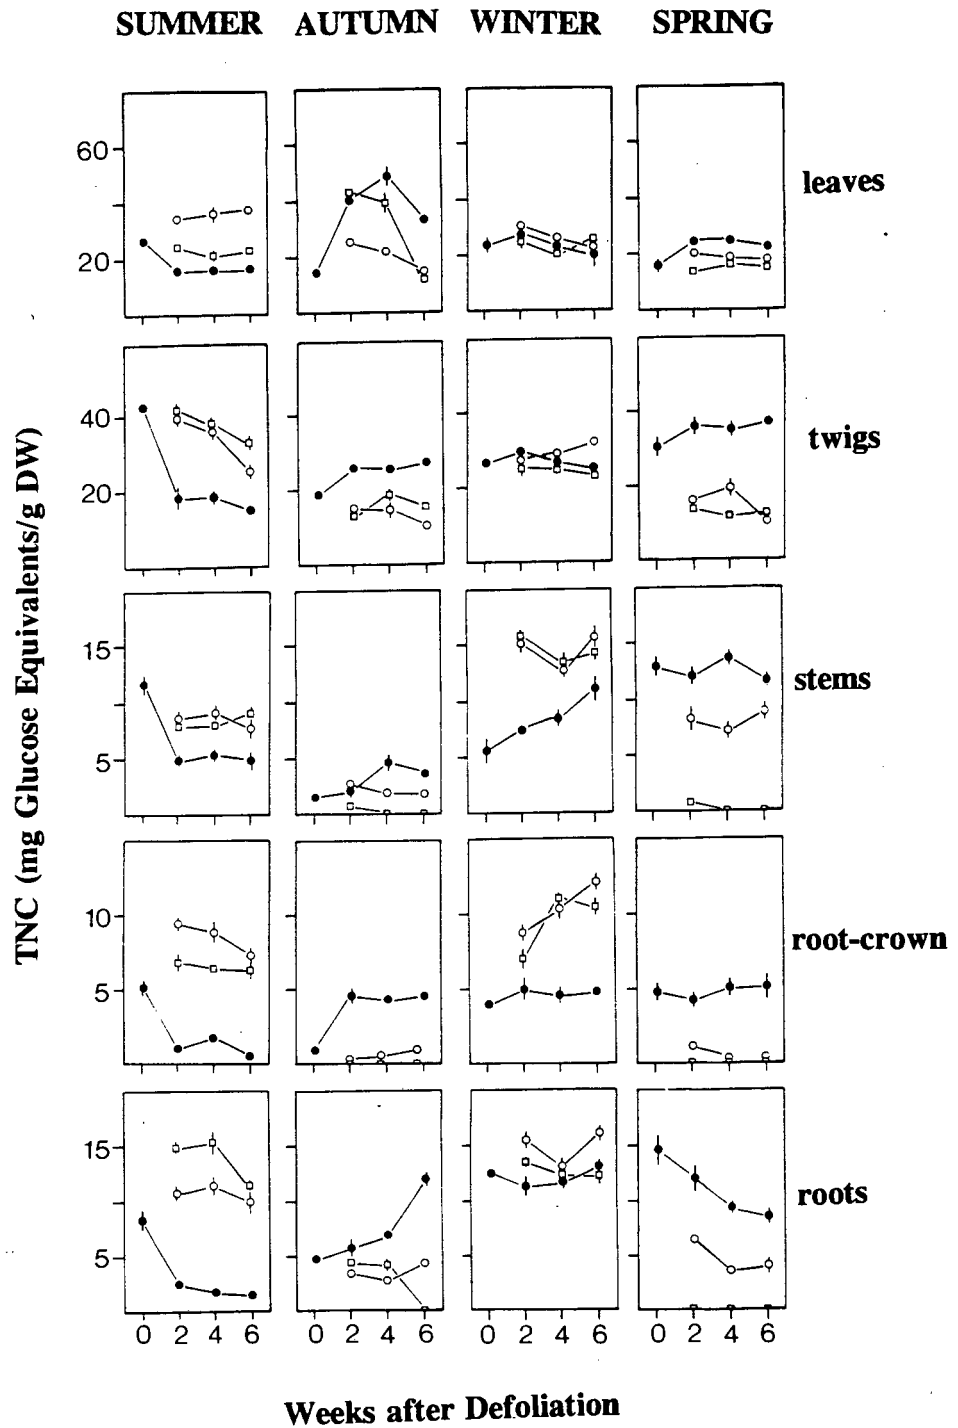 SUMMER AUTUMN WINTER SPRING
60
20
leaves
40
20
twigs
15
5
stems
10
5
root-crown
15
5
roots
0 2 4 6 0 2 4 6 0 2 4 6 0 2 4 6
TNC (mg Glucose Equivalents/g DW)
Weeks after Defoliation